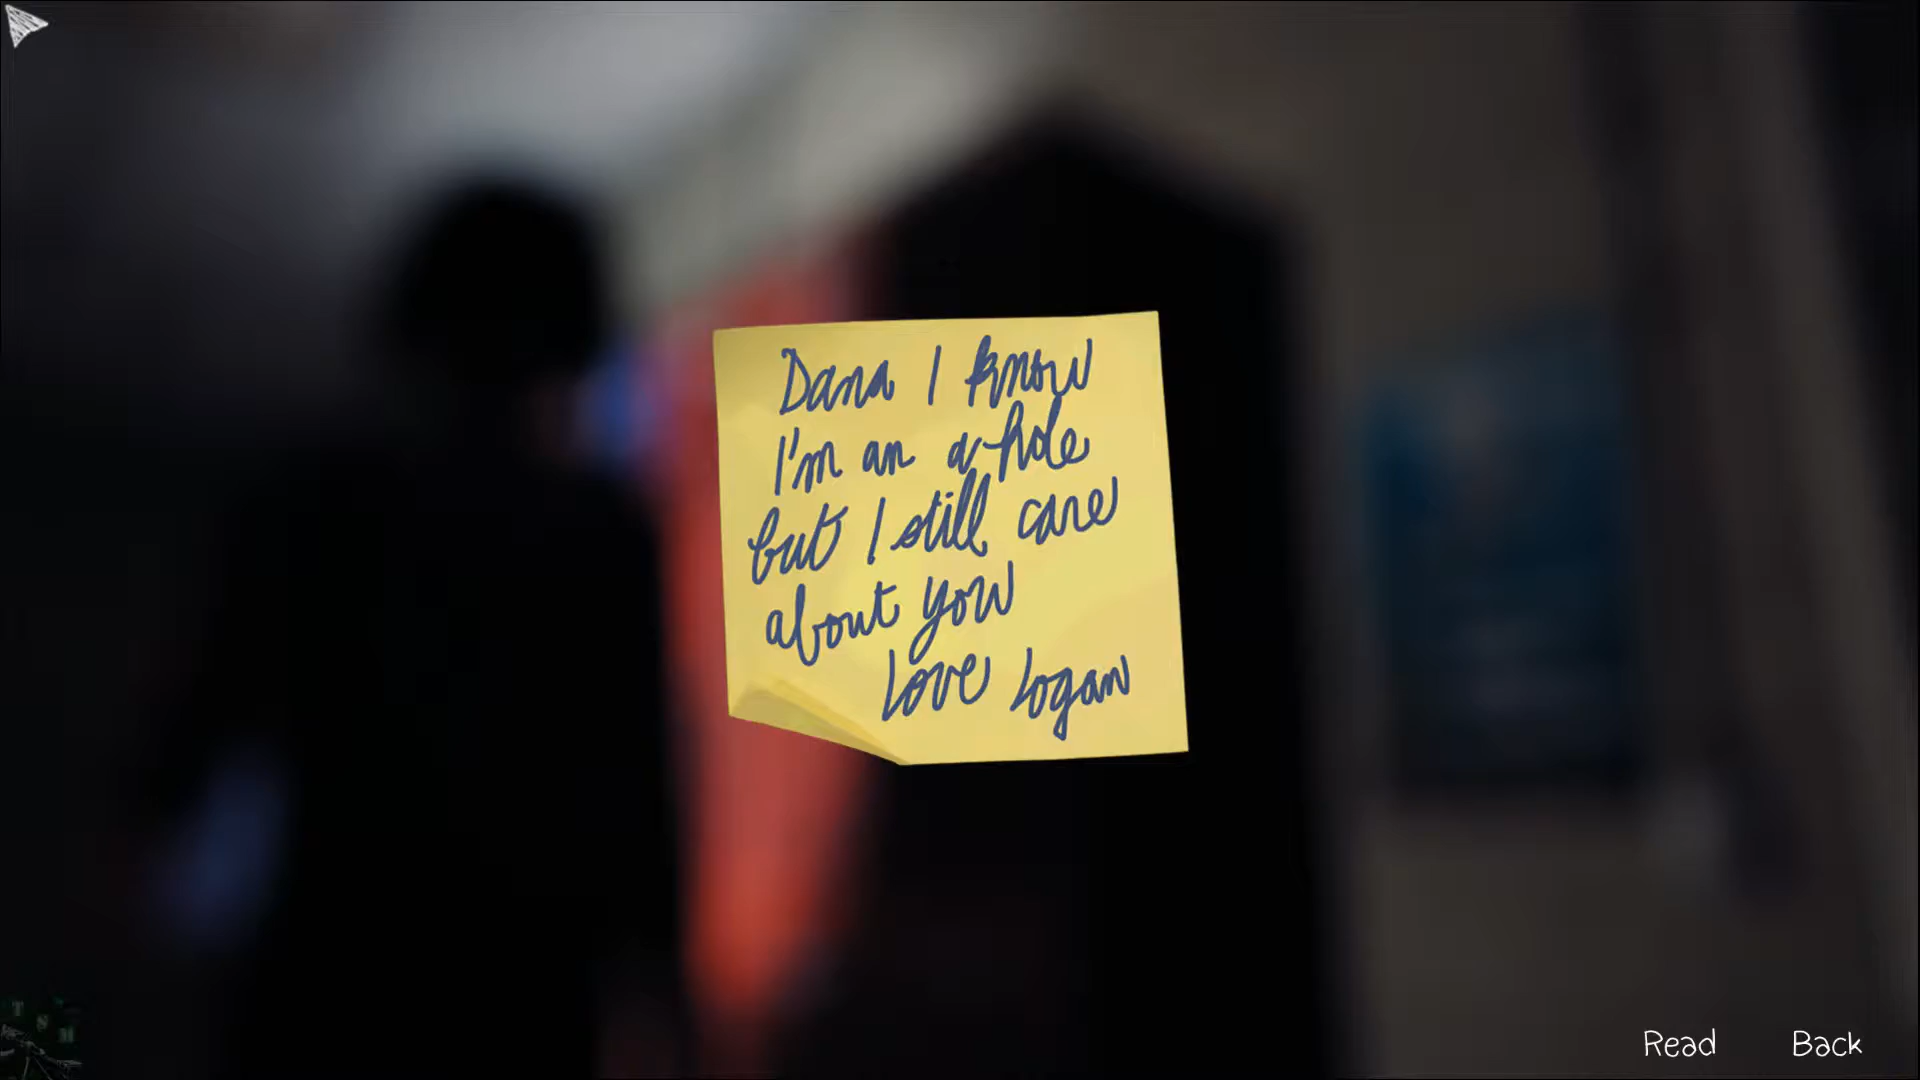 Dana I know
I'm an a-hole
but I still care
about you
Love Logan
Read Back